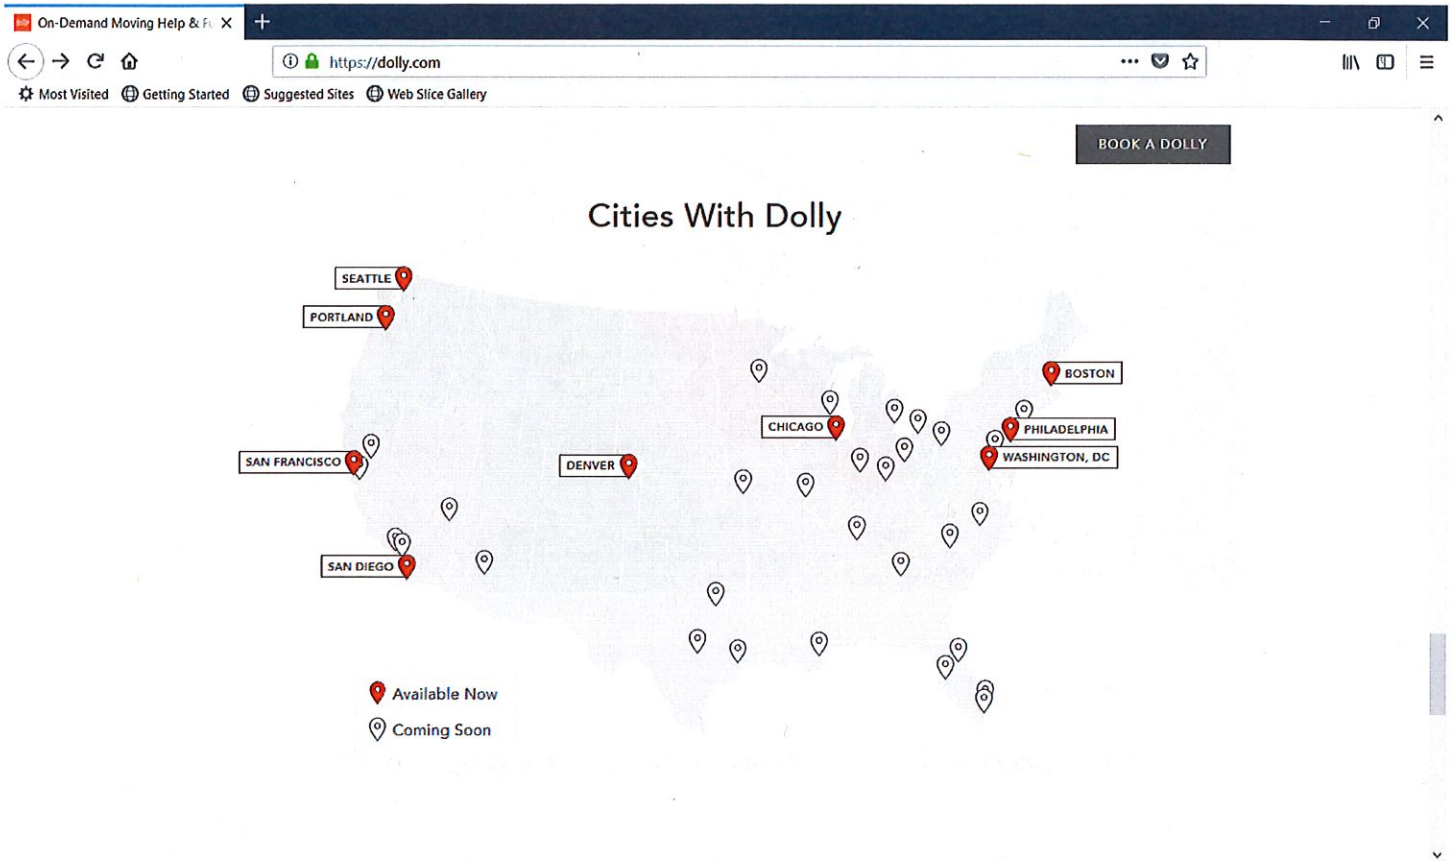 On-Demand Moving Help & Fu
https://dolly.com
Most Visited Getting Started Suggested Sites Web Slice Gallery
BOOK A DOLLY
Cities With Dolly
SEATTLE
PORTLAND
BOSTON
CHICAGO
PHILADELPHIA
WASHINGTON, DC
SAN FRANCISCO
DENVER
SAN DIEGO
Available Now
Coming Soon